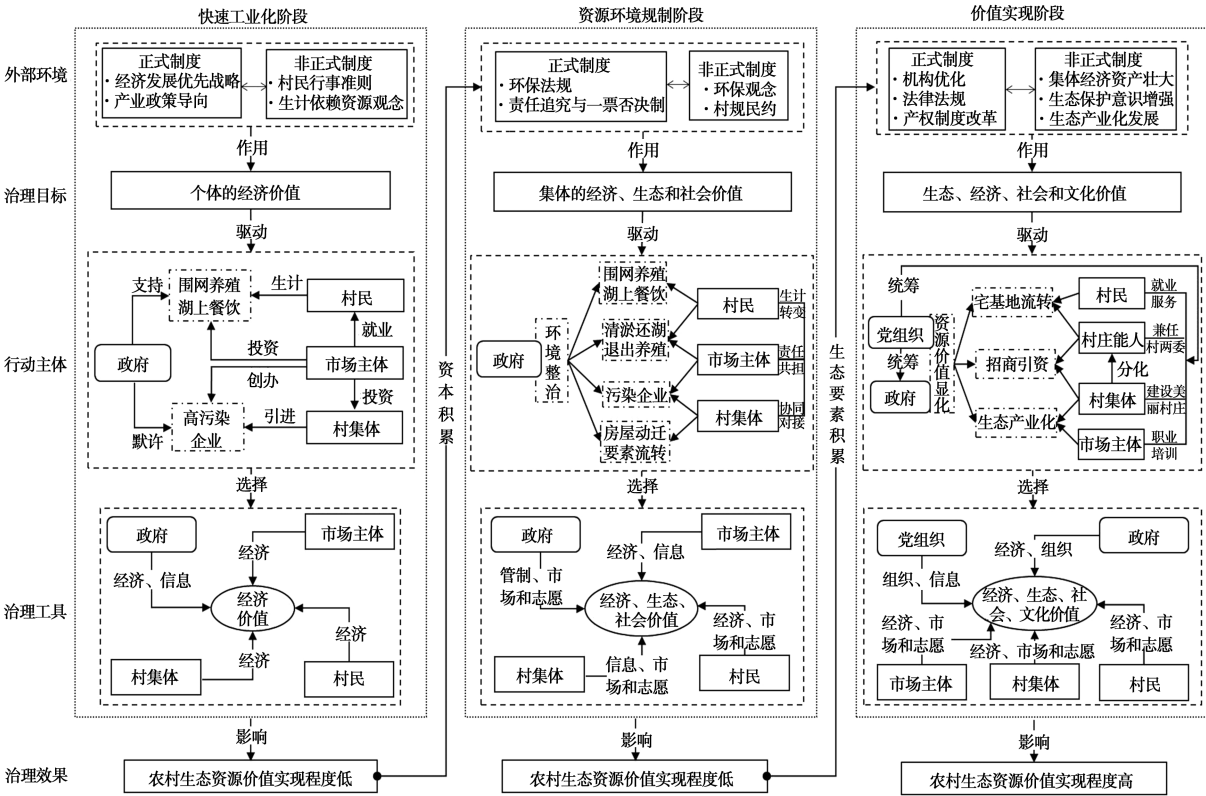 快速工业化阶段
资源环境规制阶段
价值实现阶段
外部环境
正式制度
·经济发展优先战略
·产业政策导向
非正式制度
·村民行事准则
·生计依赖资源观念
正式制度
·环保法规
·责任追究与一票否决制
非正式制度
·环保观念
·村规民约
正式制度
·机构优化
·法律法规
·产权制度改革
非正式制度
·集体经济资产壮大
·生态保护意识增强
·生态产业化发展
作用
作用
作用
治理目标
个体的经济价值
集体的经济、生态和社会价值
生态、经济、社会和文化价值
驱动
驱动
驱动
行动主体
支持
围网养殖
湖上餐饮
生计
村民
就业
政府
投资
市场主体
创办
投资
高污染
企业
引进
村集体
默许
资本积累
围网养殖
湖上餐饮
村民
生计
转变
环境整治
清淤还湖
退出养殖
政府
市场主体
责任
共担
污染企业
村集体
协同
对接
房屋动迁
要素流转
生态要素积累
统筹
党组织
统筹
政府
资源价值显化
宅基地流转
村民
就业
服务
村庄能人
兼任
村两委
招商引资
分化
村集体
建设美
丽村庄
生态产业化
市场主体
职业
培训
选择
选择
选择
治理工具
政府
市场主体
经济
经济、信息
经济
价值
经济
经济
村集体
村民
政府
市场主体
经济、信息
管制、市
场和志愿
经济、生态、
社会价值
经济、市
场和志愿
信息、市
场和志愿
村集体
村民
党组织
政府
经济、组织
组织、信息
经济、生态、社
会、文化价值
经济、市
场和志愿
经济、市场和志愿
经济、市
场和志愿
市场主体
村集体
村民
影响
影响
影响
治理效果
农村生态资源价值实现程度低
农村生态资源价值实现程度低
农村生态资源价值实现程度高